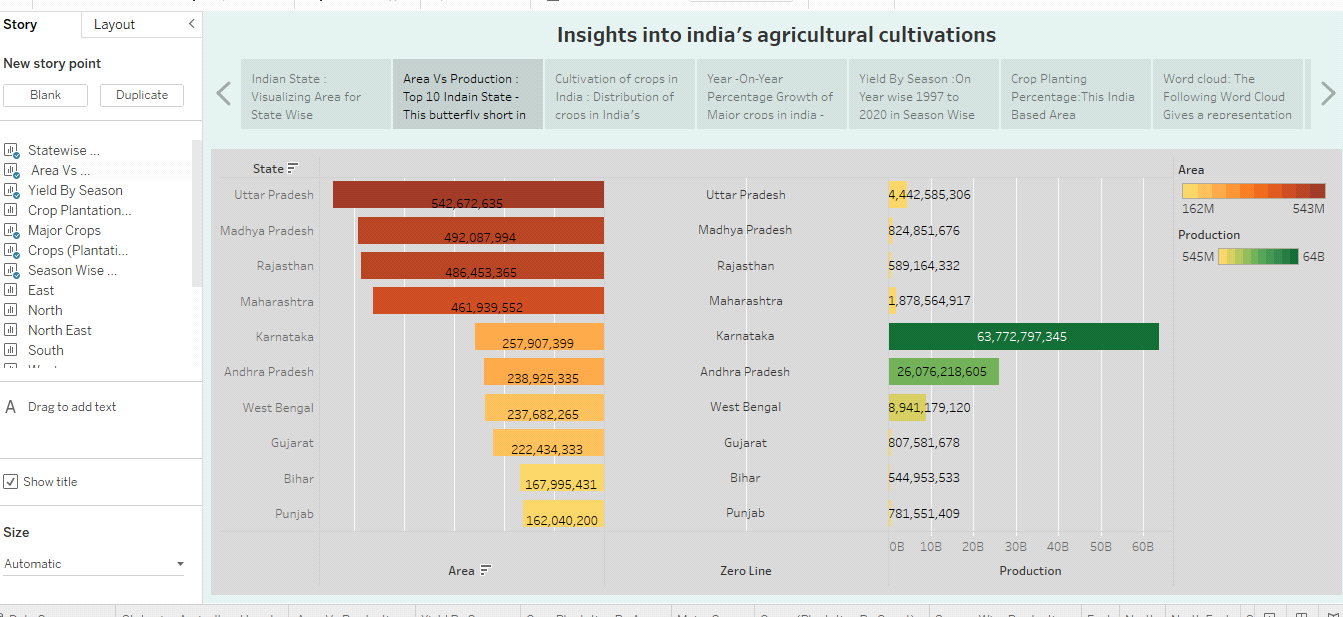 Story
Layout
New story point
Blank
Duplicate
Statewise ...
Area Vs ...
Yield By Season
Crop Plantation...
Major Crops
Crops (Plantati...
Season Wise ...
East
North
North East
South
A Drag to add text
Show title
Size
Automatic
Insights into india's agricultural cultivations
Indian State :
Visualizing Area for
State Wise
Area Vs Production :
Top 10 Indain State -
This butterfly short in
Cultivation of crops in
India : Distribution of
crops in India's
Year -On-Year
Percentage Growth of
Major crops in india -
Yield By Season :On
Year wise 1997 to
2020 in Season Wise
Crop Planting
Percentage:This India
Based Area
Word cloud: The
Following Word Cloud
Gives a representation
State
Uttar Pradesh 542,672,635 Uttar Pradesh 4,442,585,306
Madhya Pradesh 492,087,994 Madhya Pradesh 824,851,676
Rajasthan 486,453,365 Rajasthan 589,164,332
Maharashtra 461,939,552 Maharashtra 1,878,564,917
Karnataka 257,907,399 Karnataka 63,772,797,345
Andhra Pradesh 238,925,335 Andhra Pradesh 26,076,218,605
West Bengal 237,682,265 West Bengal 8,941,179,120
Gujarat 222,434,333 Gujarat 807,581,678
Bihar 167,995,431 Bihar 544,953,533
Punjab 162,040,200 Punjab 781,551,409
0B 10B 20B 30B 40B 50B 60B
Area Zero Line Production
Area
162M 543M
Production
545M 64B